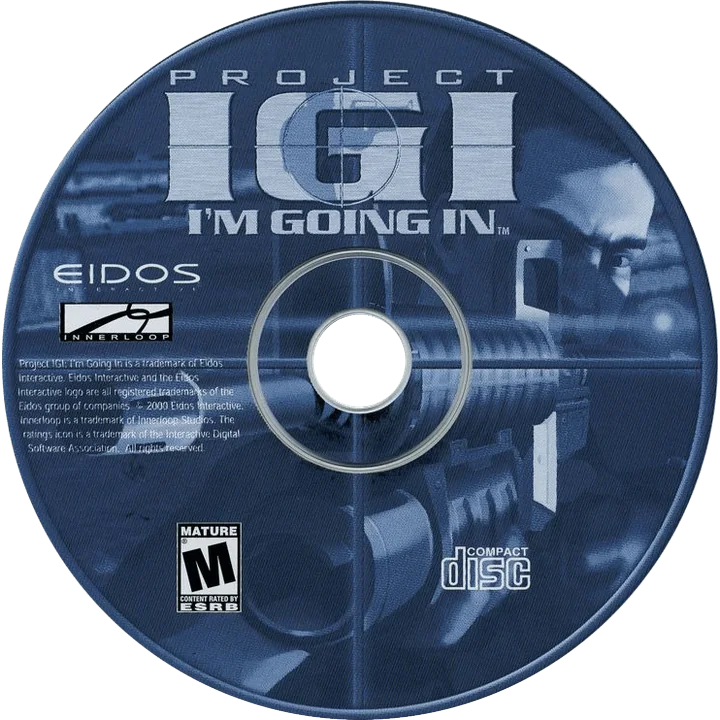 PROJECT
IGI
I'M GOING IN™
EIDOS
INTERACTIVE
INNERLOOP
Project IGI: I'm Going In is a trademark of Eidos
Interactive. Eidos Interactive and the Eidos
Interactive logo are all registered trademarks of the
Eidos group of companies. © 2000 Eidos Interactive.
Innerloop is a trademark of Innerloop Studios. The
ratings icon is a trademark of the Interactive Digital
Software Association. All rights reserved.
MATURE
M
®
CONTENT RATED BY
ESRB
COMPACT
disc